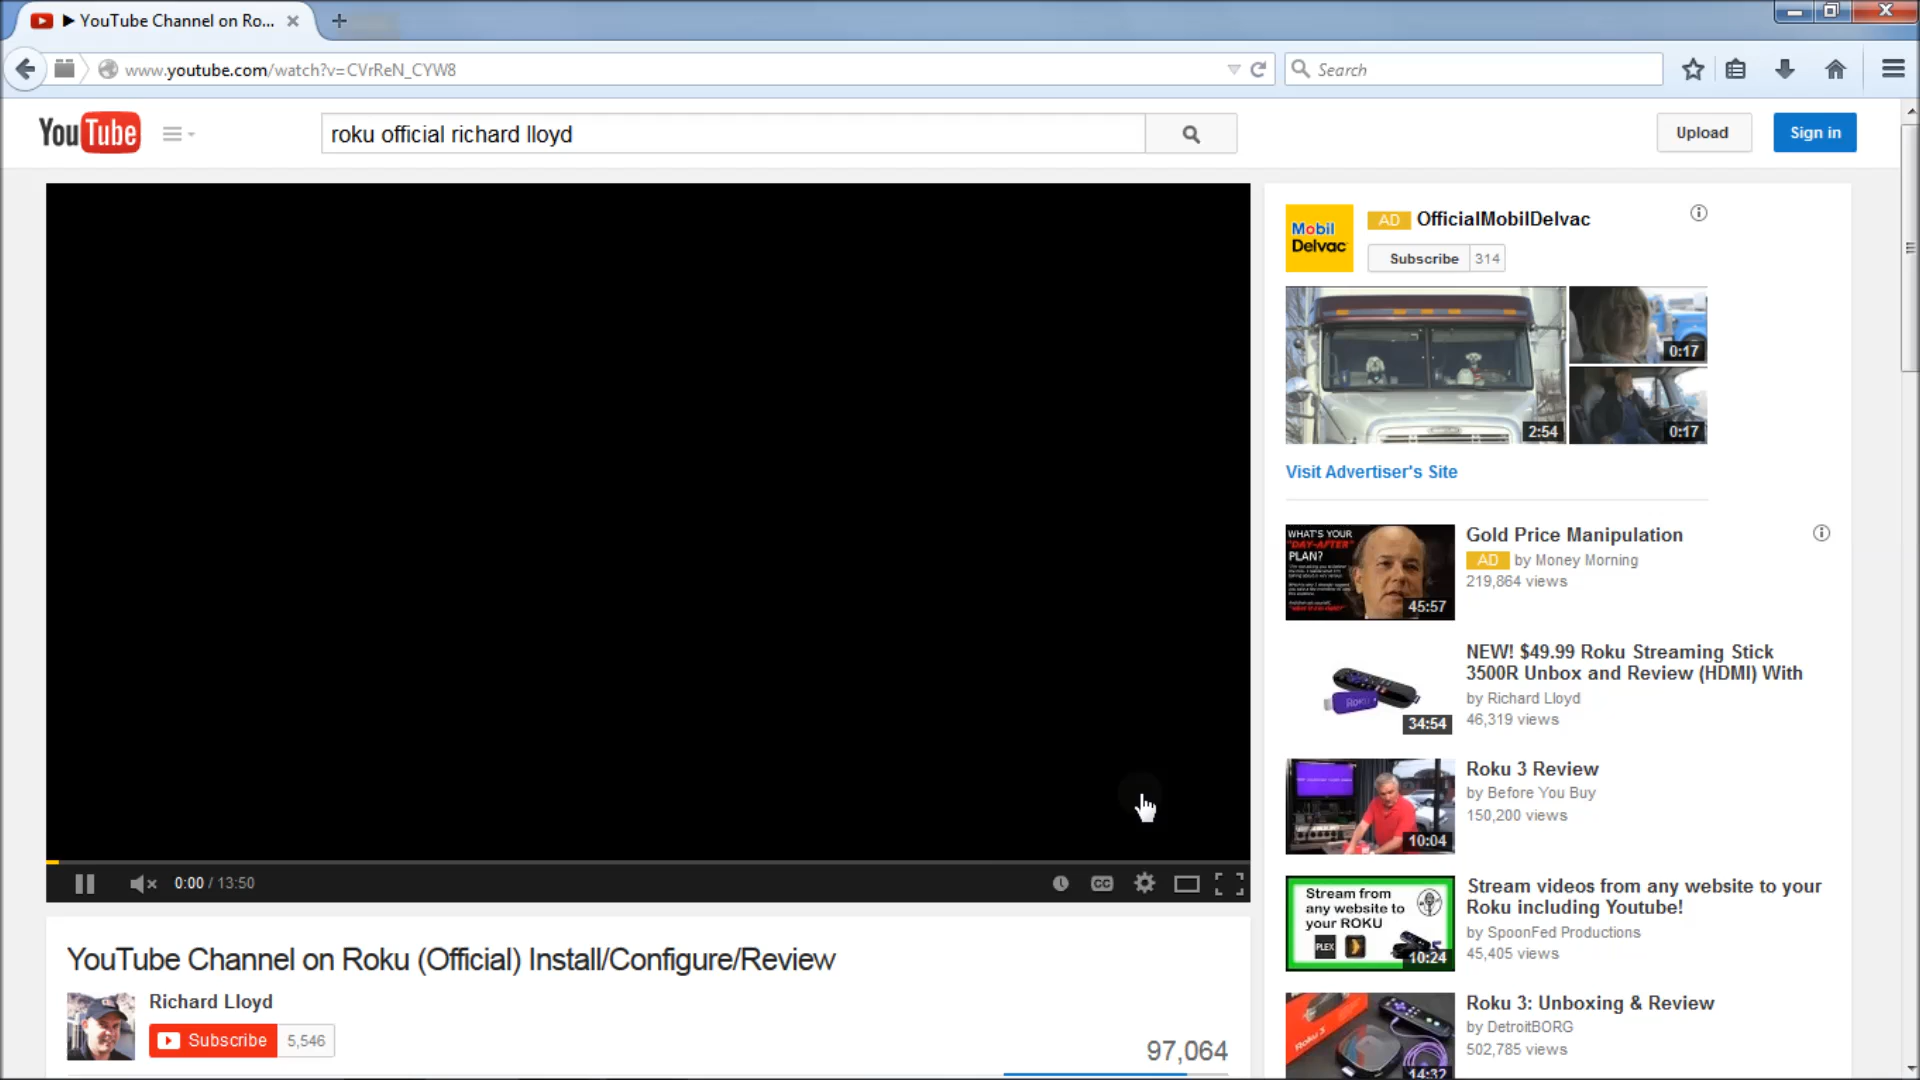 ▶ YouTube Channel on Ro...
www.youtube.com/watch?v=CVrReN_CYW8
Search
YouTube
roku official richard lloyd
Upload
Sign in
Mobil
Delvac
AD OfficialMobilDelvac
Subscribe 314
2:54
0:17
0:17
Visit Advertiser's Site
WHAT'S YOUR
"DAY-AFTER"
PLAN?
45:57
Gold Price Manipulation
AD by Money Morning
219,864 views
ROKU
34:54
NEW! $49.99 Roku Streaming Stick
3500R Unbox and Review (HDMI) With
by Richard Lloyd
46,319 views
10:04
Roku 3 Review
by Before You Buy
150,200 views
Stream from
any website to
your ROKU
PLEX
10:24
Stream videos from any website to your
Roku including Youtube!
by SpoonFed Productions
45,405 views
Roku 3
14:32
Roku 3: Unboxing & Review
by DetroitBORG
502,785 views
0:00 / 13:50
CC
YouTube Channel on Roku (Official) Install/Configure/Review
Richard Lloyd
Subscribe 5,546
97,064